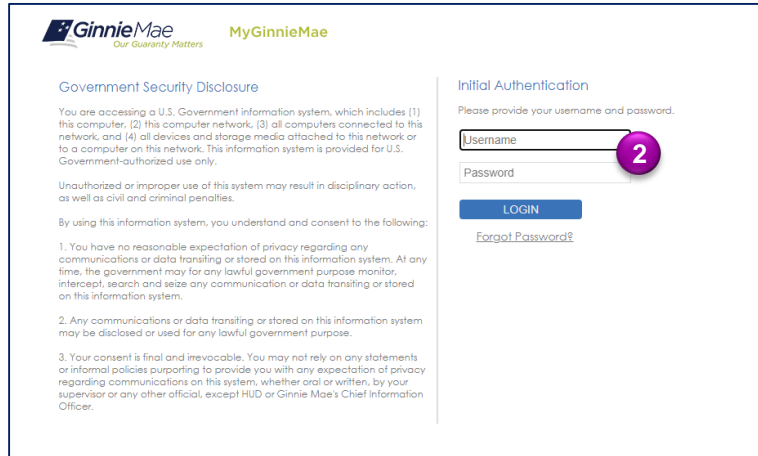 GinnieMae
Our Guaranty Matters
MyGinnieMae
Government Security Disclosure
You are accessing a U.S. Government information system, which includes (1)
this computer, (2) this computer network, (3) all computers connected to this
network, and (4) all devices and storage media attached to this network or
to a computer on this network. This information system is provided for U.S.
Government-authorized use only.
Unauthorized or improper use of this system may result in disciplinary action,
as well as civil and criminal penalties.
By using this information system, you understand and consent to the following:
1. You have no reasonable expectation of privacy regarding any
communications or data transiting or stored on this information system. At any
time, the government may for any lawful government purpose monitor,
intercept, search and seize any communication or data transiting or stored
on this information system.
2. Any communications or data transiting or stored on this information system
may be disclosed or used for any lawful government purpose.
3. Your consent is final and irrevocable. You may not rely on any statements
or informal policies purporting to provide you with any expectation of privacy
regarding communications on this system, whether oral or written, by your
supervisor or any other official, except HUD or Ginnie Mae's Chief Information
Officer.
Initial Authentication
Please provide your username and password.
Username
2
Password
LOGIN
Forgot Password?